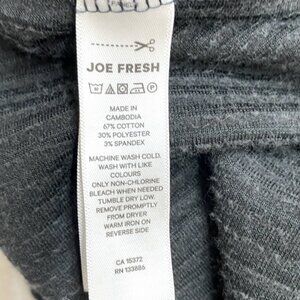 JOE FRESH
MADE IN
CAMBODIA
67% COTTON
30% POLYESTER
3% SPANDEX
MACHINE WASH COLD.
WASH WITH LIKE
COLOURS
ONLY NON-CHLORINE
BLEACH WHEN NEEDED
TUMBLE DRY LOW.
REMOVE PROMPTLY
FROM DRYER
WARM IRON ON
REVERSE SIDE
CA 15372
RN 133886